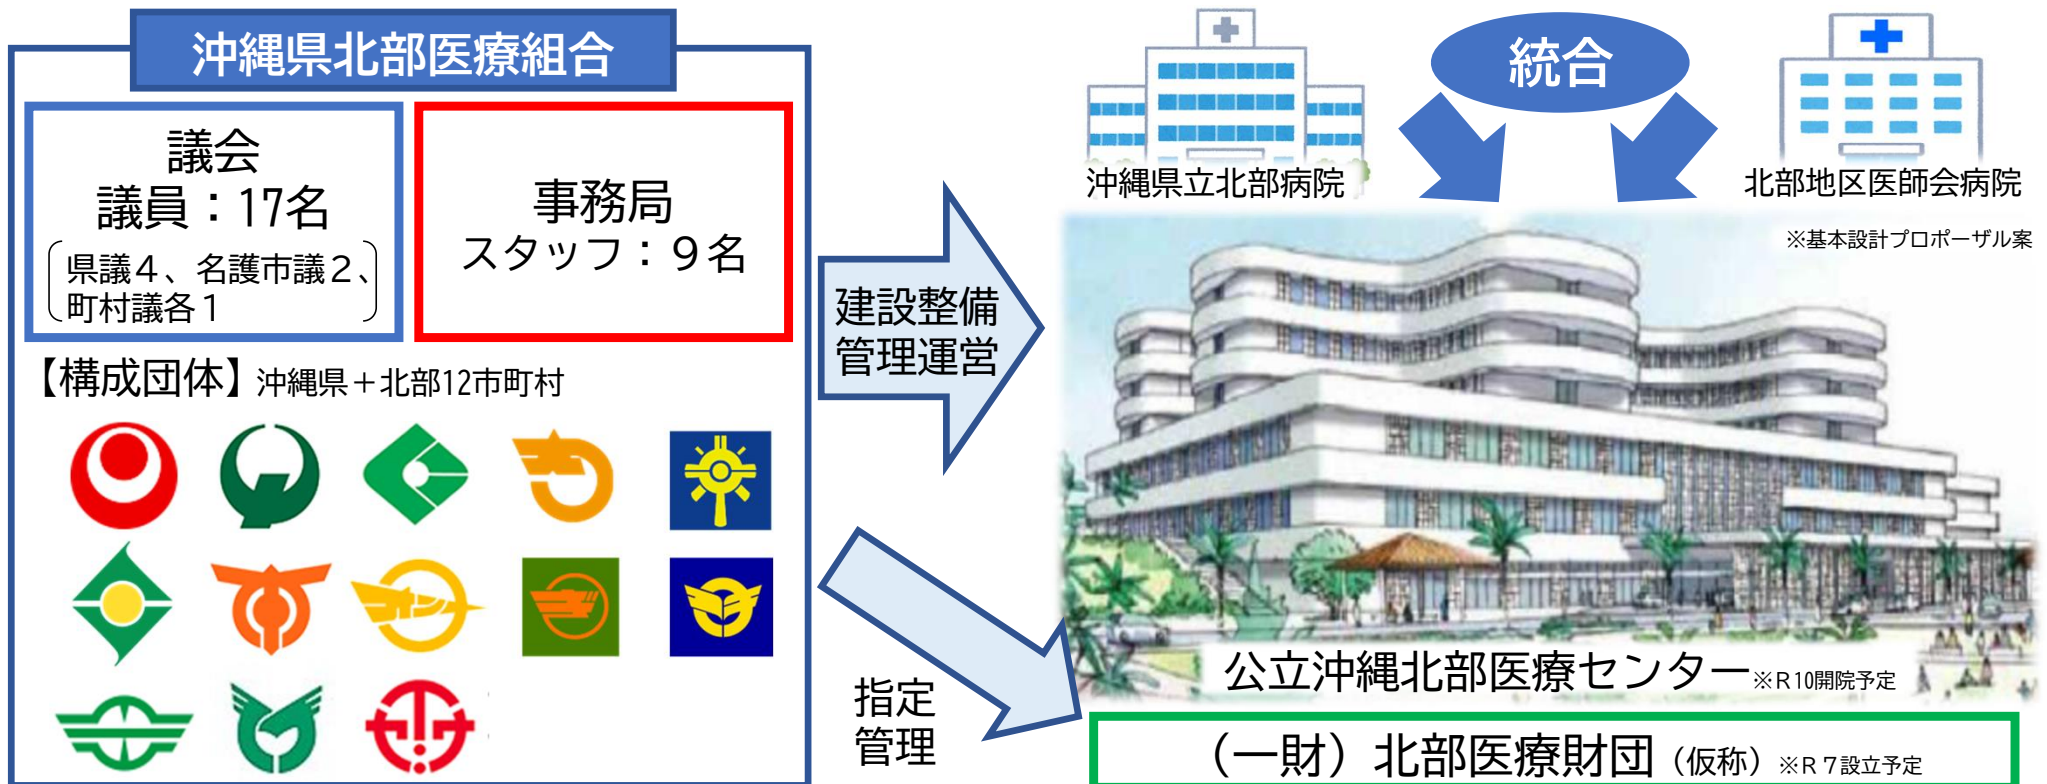 沖縄県北部医療組合
議会
議員：17名
県議４、名護市議２、
町村議各１
事務局
スタッフ：９名
【構成団体】沖縄県＋北部12市町村
建設整備
管理運営
指定
管理
統合
沖縄県立北部病院
北部地区医師会病院
※基本設計プロポーザル案
公立沖縄北部医療センター※Ｒ10開院予定
（一財）北部医療財団（仮称）※Ｒ７設立予定